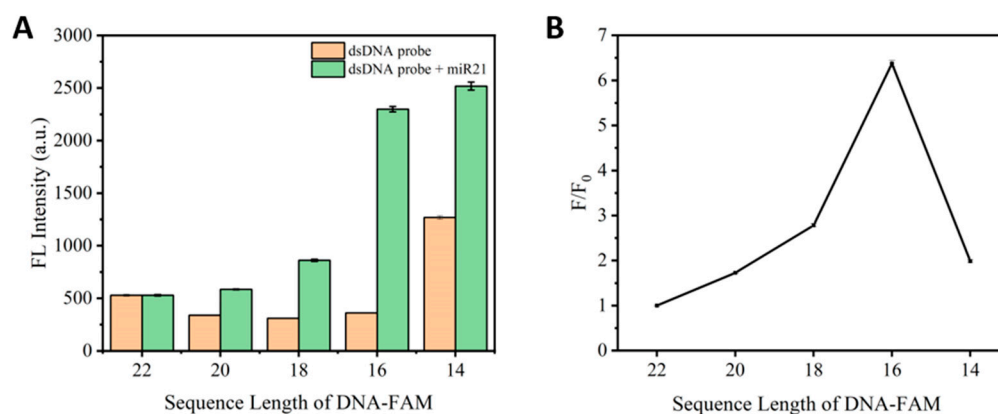 A
3000
2500
2000
1500
1000
500
0
FL Intensity (a.u.)
dsDNA probe
dsDNA probe + miR21
22 20 18 16 14
Sequence Length of DNA-FAM
B
7
6
5
4
3
2
1
0
F/F0
22 20 18 16 14
Sequence Length of DNA-FAM